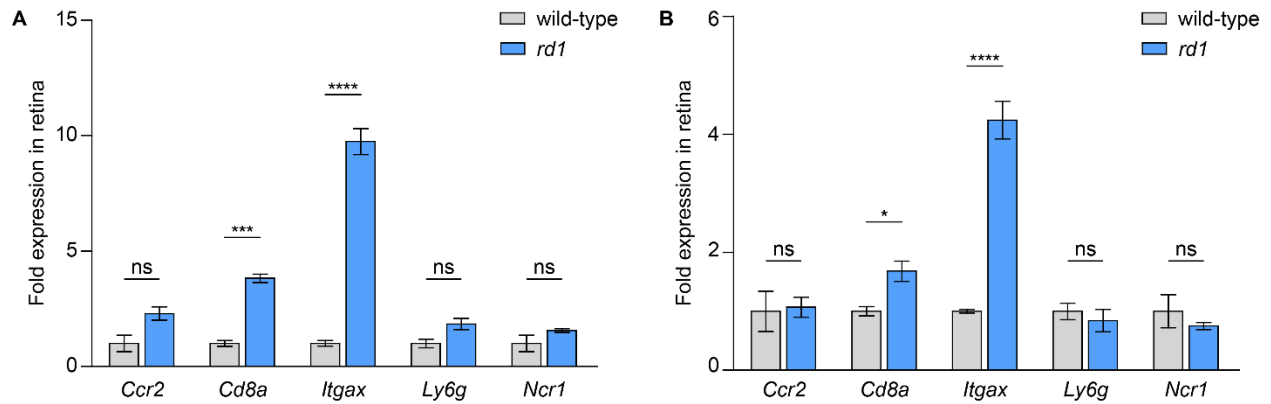 A
Fold expression in retina
15
10
5
0
wild-type
rd1
ns
***
****
ns
ns
Ccr2 Cd8a Itgax Ly6g Ncr1
B
Fold expression in retina
6
4
2
0
wild-type
rd1
ns
*
****
ns
ns
Ccr2 Cd8a Itgax Ly6g Ncr1